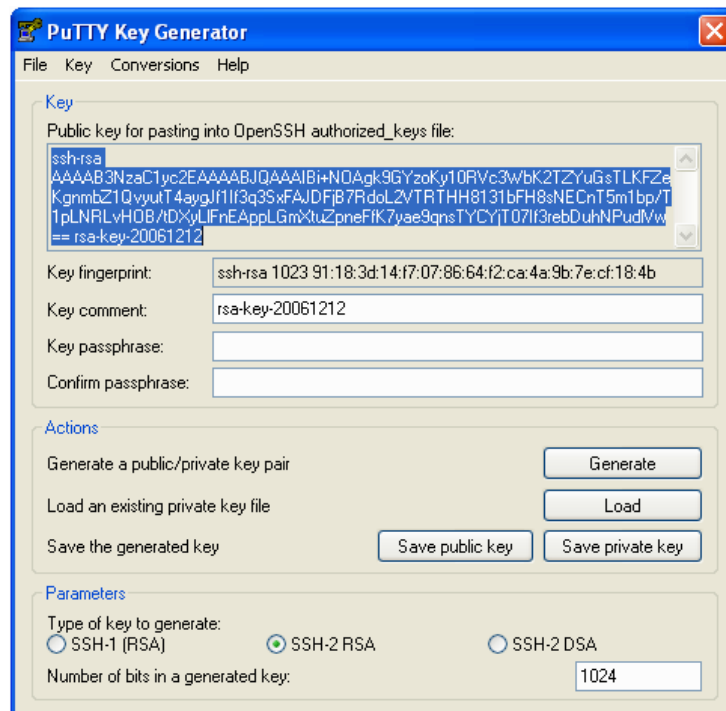 PuTTY Key Generator
File Key Conversions Help
Key
Public key for pasting into OpenSSH authorized_keys file:
ssh-rsa
AAAAB3NzaC1yc2EAAAABJQAAAIBi+NOAgk9GYzoKy10RVc3WbK2TZYuGsTLKFZe
KgnmbZ1QvyutT4aygJf1If3q3SxFAJDFjB7RdoL2VTRTHH8131bFH8sNECnT5m1bp/T
1pLNRLvHOB/tDXyLlFnEAppLGmXtuZpneFfK7yae9qnsTYCYjT07If3rebDuhNPudlVw
== rsa-key-20061212
Key fingerprint: ssh-rsa 1023 91:18:3d:14:f7:07:86:64:f2:ca:4a:9b:7e:cf:18:4b
Key comment: rsa-key-20061212
Key passphrase:
Confirm passphrase:
Actions
Generate a public/private key pair Generate
Load an existing private key file Load
Save the generated key Save public key Save private key
Parameters
Type of key to generate:
SSH-1 (RSA) SSH-2 RSA SSH-2 DSA
Number of bits in a generated key: 1024